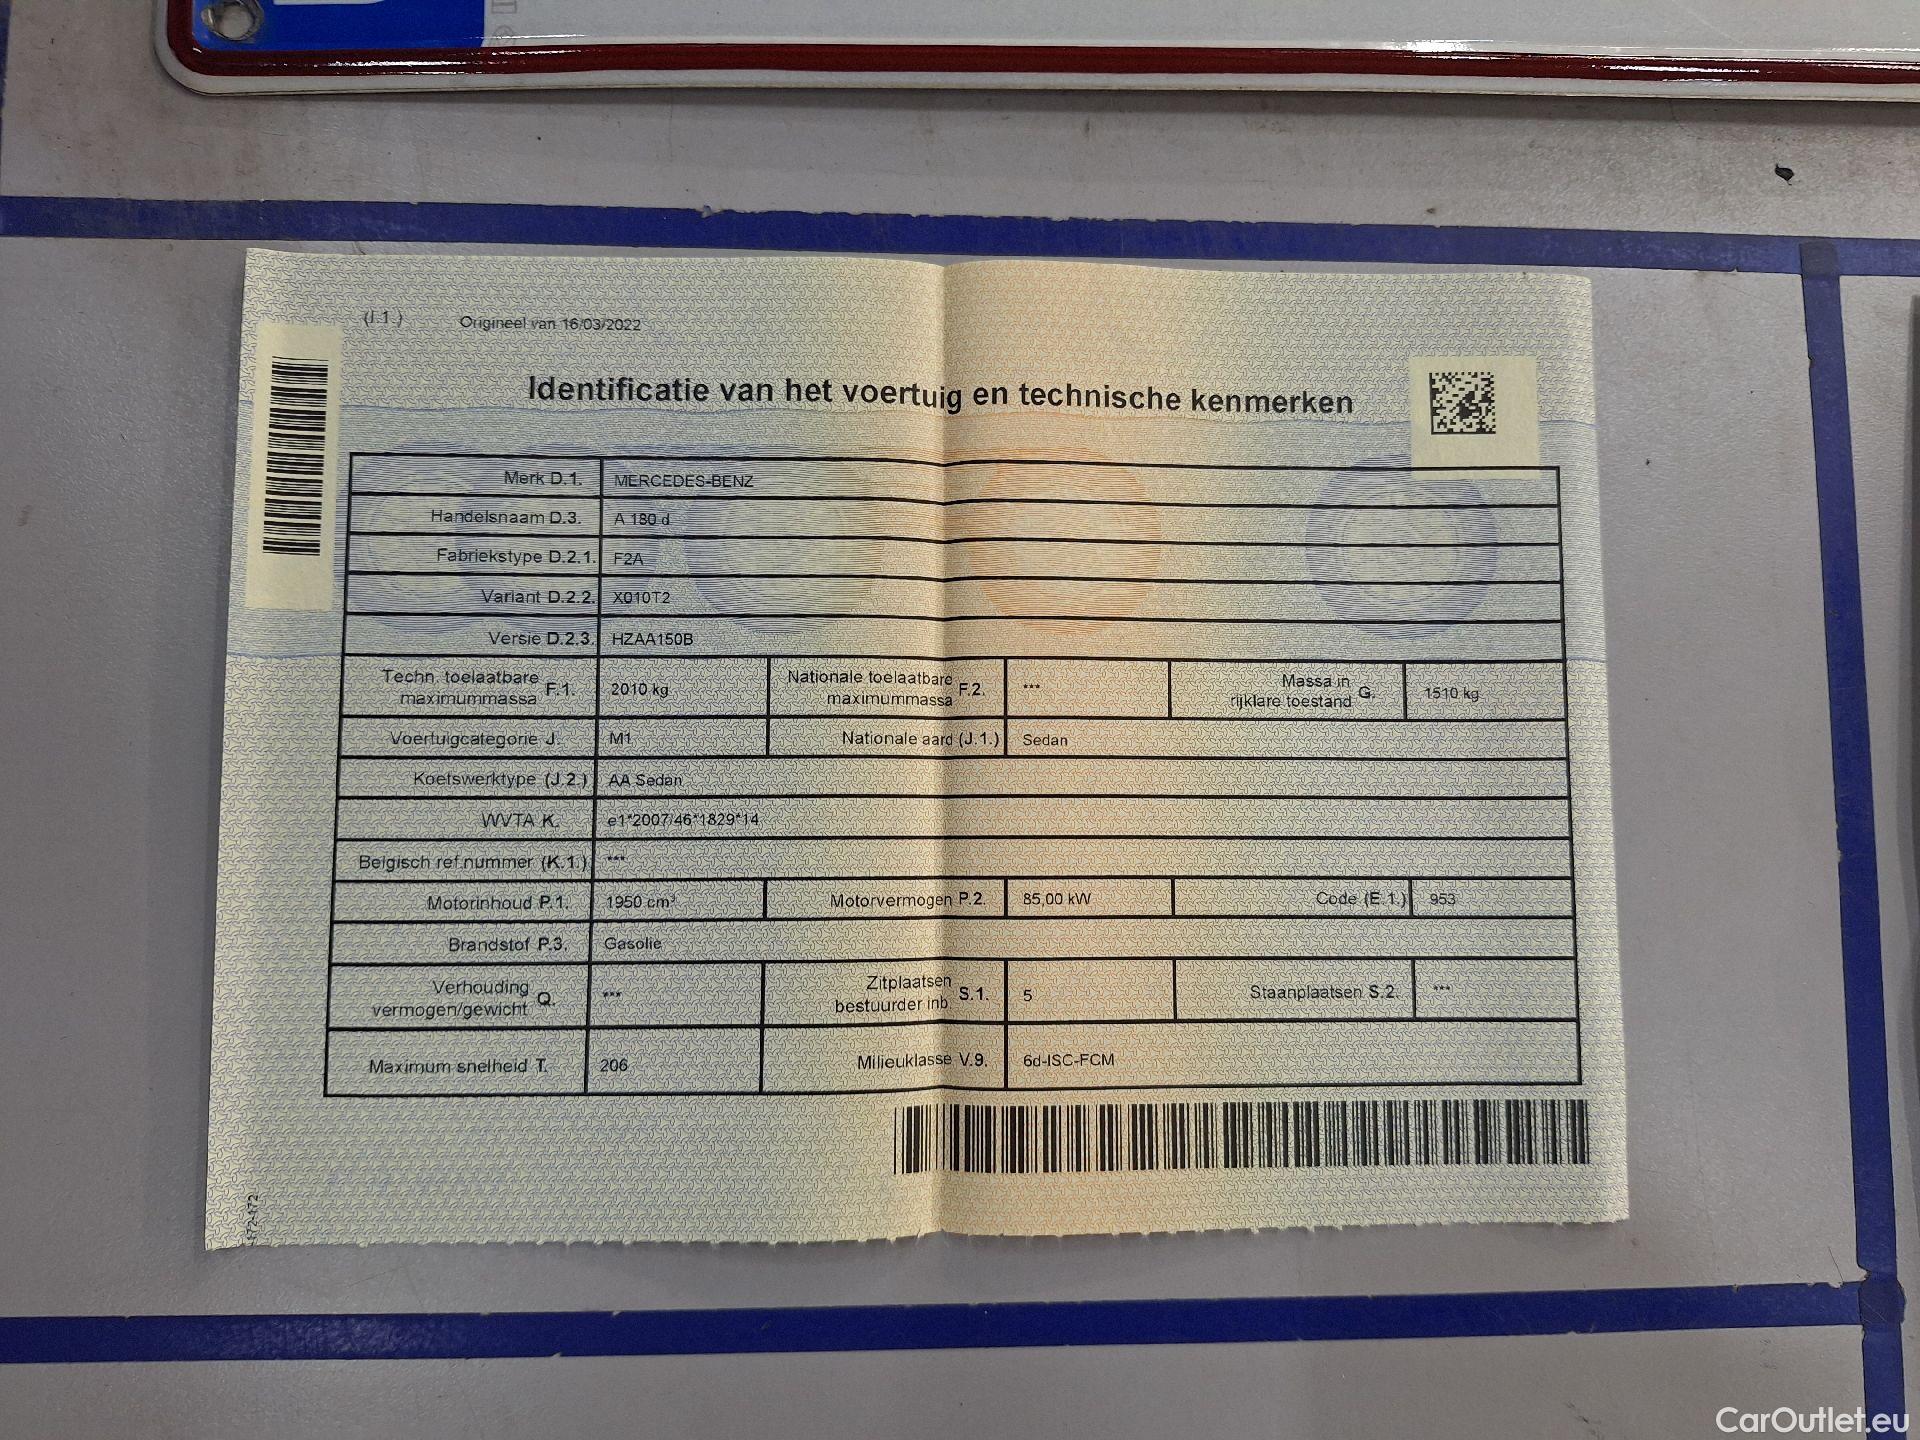 (I.1.) Origineel van 16/03/2022
Identificatie van het voertuig en technische kenmerken
Merk D.1. MERCEDES-BENZ
Handelsnaam D.3. A 180 d
Fabriekstype D.2.1. F2A
Variant D.2.2. X010T2
Versie D.2.3. HZAA150B
Techn. toelaatbare maximummassa F.1. 2010 kg Nationale toelaatbare maximummassa F.2. *** Massa in rijklare toestand G. 1510 kg
Voertuigcategorie J. M1 Nationale aard (J.1.) Sedan
Koetswerktype (J.2.) AA Sedan
WVTA K. e1*2007/46*1829*14
Belgisch ref.nummer (K.1.) ***
Motorinhoud P.1. 1950 cm³ Motorvermogen P.2. 85,00 kW Code (E.1.) 953
Brandstof P.3. Gasolie
Verhouding vermogen/gewicht Q. *** Zitplaatsen bestuurder inb. S.1. 5 Staanplaatsen S.2. ***
Maximum snelheid T. 206 Milieuklasse V.9. 6d-ISC-FCM
CarOutlet.eu